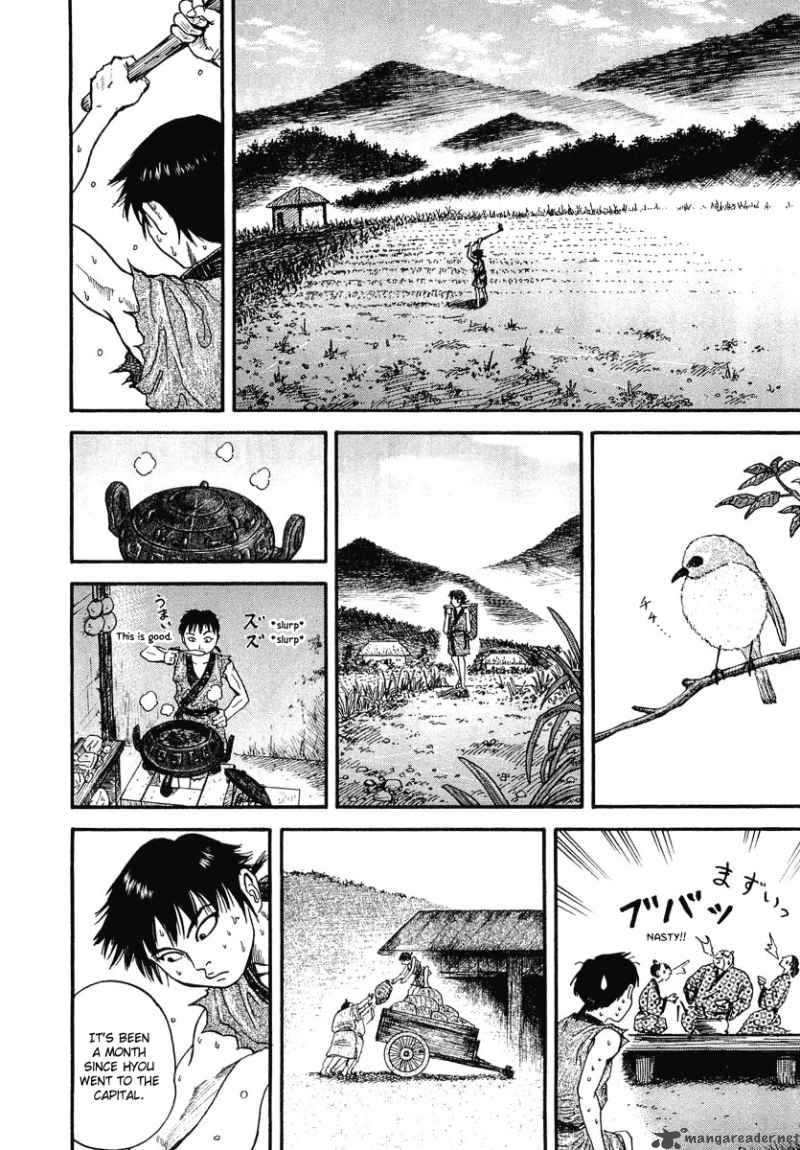 チチ……
ズズ
*slurp*
*slurp*
うまい
This is good.
まずいっ
ブバッ
NASTY!!
IT'S BEEN
A MONTH
SINCE HYOU
WENT TO THE
CAPITAL.
mangareader.net